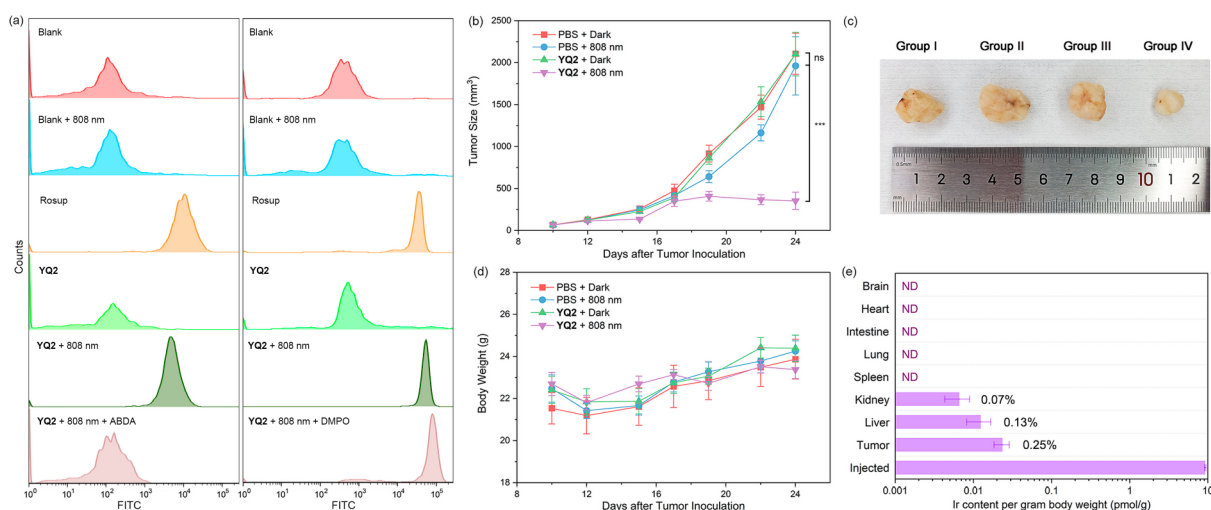 (a)
Blank
Blank + 808 nm
Rosup
YQ2
YQ2 + 808 nm
YQ2 + 808 nm + ABDA
10^0 10^1 10^2 10^3 10^4 10^5
FITC
Counts
Blank
Blank + 808 nm
Rosup
YQ2
YQ2 + 808 nm
YQ2 + 808 nm + DMPO
10^0 10^1 10^2 10^3 10^4 10^5
FITC
(b)
PBS + Dark
PBS + 808 nm
YQ2 + Dark
YQ2 + 808 nm
ns
***
2500
2000
1500
1000
500
0
Tumor Size (mm³)
8 12 16 20 24
Days after Tumor Inoculation
(c)
Group I Group II Group III Group IV
0.5mm
mm
1 2 3 4 5 6 7 8 9 10 1 2
mm
(d)
PBS + Dark
PBS + 808 nm
YQ2 + Dark
YQ2 + 808 nm
28
26
24
22
20
18
Body Weight (g)
8 12 16 20 24
Days after Tumor Inoculation
(e)
Brain ND
Heart ND
Intestine ND
Lung ND
Spleen ND
Kidney 0.07%
Liver 0.13%
Tumor 0.25%
Injected
0.001 0.01 0.1 1 10
Ir content per gram body weight (pmol/g)